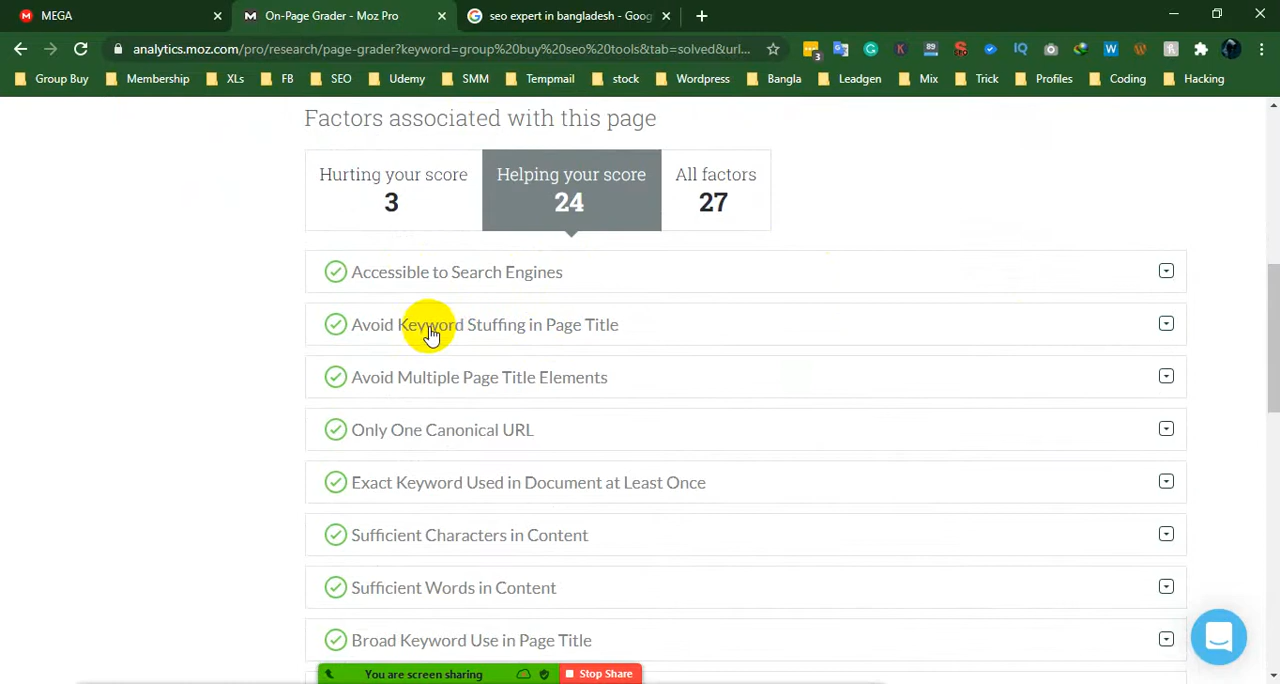 MEGA
On-Page Grader - Moz Pro
seo expert in bangladesh - Goog
analytics.moz.com/pro/research/page-grader?keyword=group%20buy%20seo%20tools&tab=solved&url...
3
89
IQ
W
K
Group Buy
Membership
XLs
FB
SEO
Udemy
SMM
Tempmail
stock
Wordpress
Bangla
Leadgen
Mix
Trick
Profiles
Coding
Hacking
Factors associated with this page
Hurting your score
3
Helping your score
24
All factors
27
Accessible to Search Engines
Avoid Keyword Stuffing in Page Title
Avoid Multiple Page Title Elements
Only One Canonical URL
Exact Keyword Used in Document at Least Once
Sufficient Characters in Content
Sufficient Words in Content
Broad Keyword Use in Page Title
You are screen sharing
Stop Share